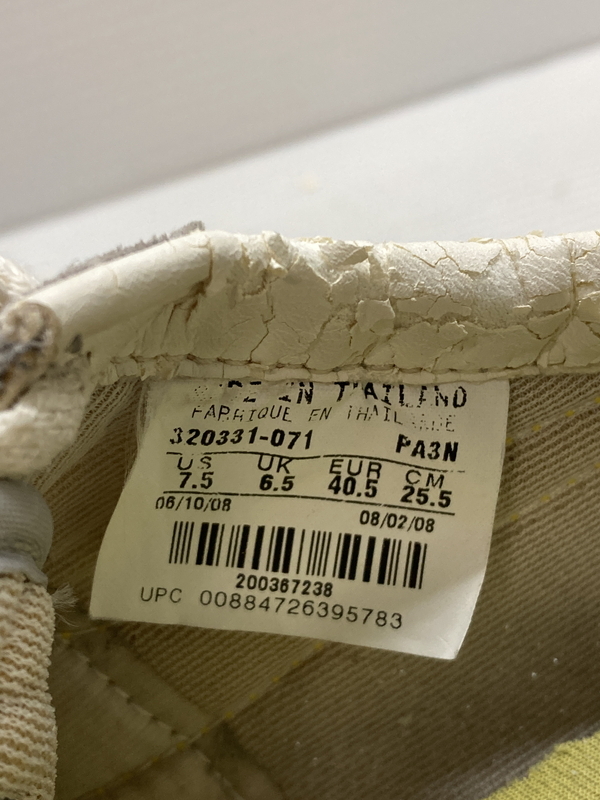 IN THAILAND
FABRIQUE EN THAILANDE
320331-071 PA3N
US UK EUR CM
7.5 6.5 40.5 25.5
06/10/08 08/02/08
200367238
UPC 00884726395783